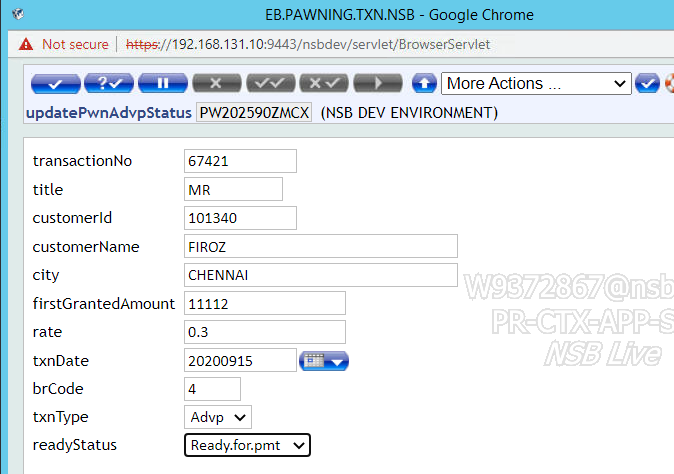 EB.PAWNING.TXN.NSB - Google Chrome
Not secure https://192.168.131.10:9443/nsbdev/servlet/BrowserServlet
More Actions ...
updatePwnAdvpStatus PW202590ZMCX (NSB DEV ENVIRONMENT)
transactionNo 67421
title MR
customerId 101340
customerName FIROZ
city CHENNAI
W9372867@nsb
firstGrantedAmount 11112
PR-CTX-APP-S
rate 0.3
NSB Live
txnDate 20200915
brCode 4
txnType Advp
readyStatus Ready.for.pmt